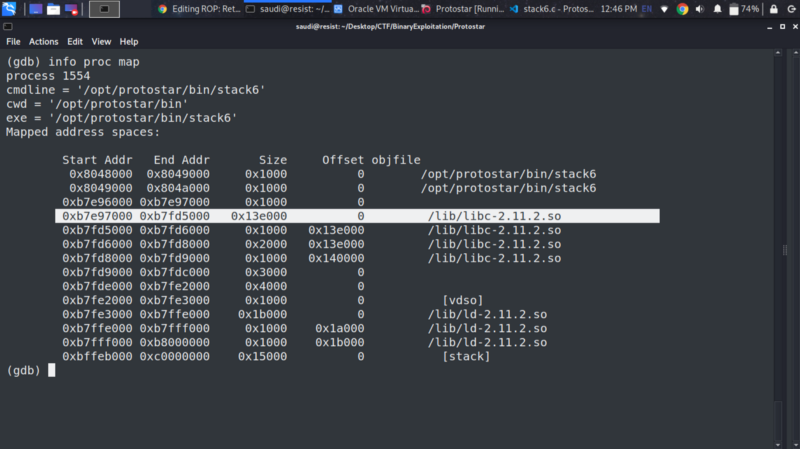 Editing ROP: Ret... saudi@resist: ~/... Oracle VM Virtua... Protostar [Runni... stack6.c - Protos... 12:46 PM EN 74%
saudi@resist: ~/Desktop/CTF/BinaryExploitation/Protostar
File Actions Edit View Help
(gdb) info proc map
process 1554
cmdline = '/opt/protostar/bin/stack6'
cwd = '/opt/protostar/bin'
exe = '/opt/protostar/bin/stack6'
Mapped address spaces:
Start Addr End Addr Size Offset objfile
0x8048000 0x8049000 0x1000 0 /opt/protostar/bin/stack6
0x8049000 0x804a000 0x1000 0 /opt/protostar/bin/stack6
0xb7e96000 0xb7e97000 0x1000 0
0xb7e97000 0xb7fd5000 0x13e000 0 /lib/libc-2.11.2.so
0xb7fd5000 0xb7fd6000 0x1000 0x13e000 /lib/libc-2.11.2.so
0xb7fd6000 0xb7fd8000 0x2000 0x13e000 /lib/libc-2.11.2.so
0xb7fd8000 0xb7fd9000 0x1000 0x140000 /lib/libc-2.11.2.so
0xb7fd9000 0xb7fdc000 0x3000 0
0xb7fde000 0xb7fe2000 0x4000 0
0xb7fe2000 0xb7fe3000 0x1000 0 [vdso]
0xb7fe3000 0xb7ffe000 0x1b000 0 /lib/ld-2.11.2.so
0xb7ffe000 0xb7fff000 0x1000 0x1a000 /lib/ld-2.11.2.so
0xb7fff000 0xb8000000 0x1000 0x1b000 /lib/ld-2.11.2.so
0xbffeb000 0xc0000000 0x15000 0 [stack]
(gdb)